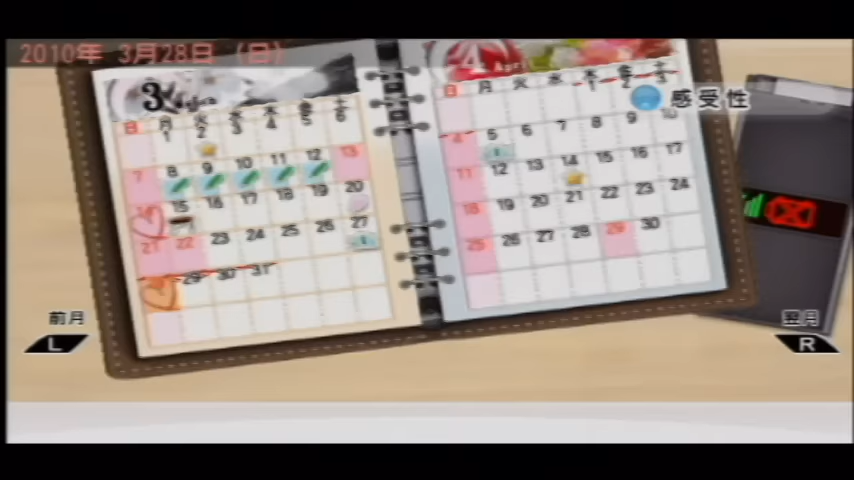 2010年 3月28日 （日）
3
4 April
日 月 火 水 木 金 土
1 2 3 4 5 6
7 8 9 10 11 12 13
15 16 17 18 19 20
21 22 23 24 25 26 27
29 30 31
日 月 火 水 木 金 土
1 2 3
4 5 6 7 8 9 10
11 12 13 14 15 16 17
18 19 20 21 22 23 24
25 26 27 28 29 30
感受性
前月
L
翌月
R